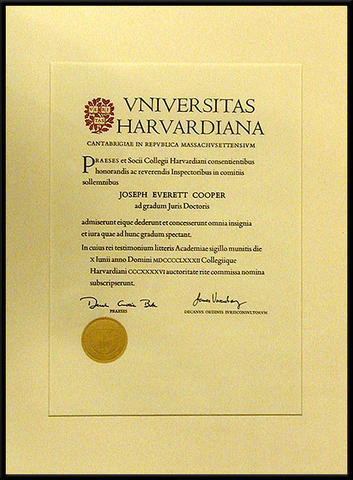 VE RI
TAS
VNIVERSITAS
HARVARDIANA
CANTABRIGIAE IN REPVBLICA MASSACHVSETTENSIVM
PRAESES et Socii Collegii Harvardiani consentientibus
honorandis ac reverendis Inspectoribus in comitiis
sollemnibus
JOSEPH EVERETT COOPER
ad gradum Juris Doctoris
admiserunt eique dederunt et concesserunt omnia insignia
et iura quae ad hunc gradum spectant.
In cuius rei testimonium litteris Academiae sigillo munitis die
X Iunii anno Domini MDCCCCLXXXII Collegiique
Harvardiani CCCXXXXVI auctoritate rite commissa nomina
subscripserunt.
PRAESES
DECANVS ORDINIS IVRISCONSVLTORVM